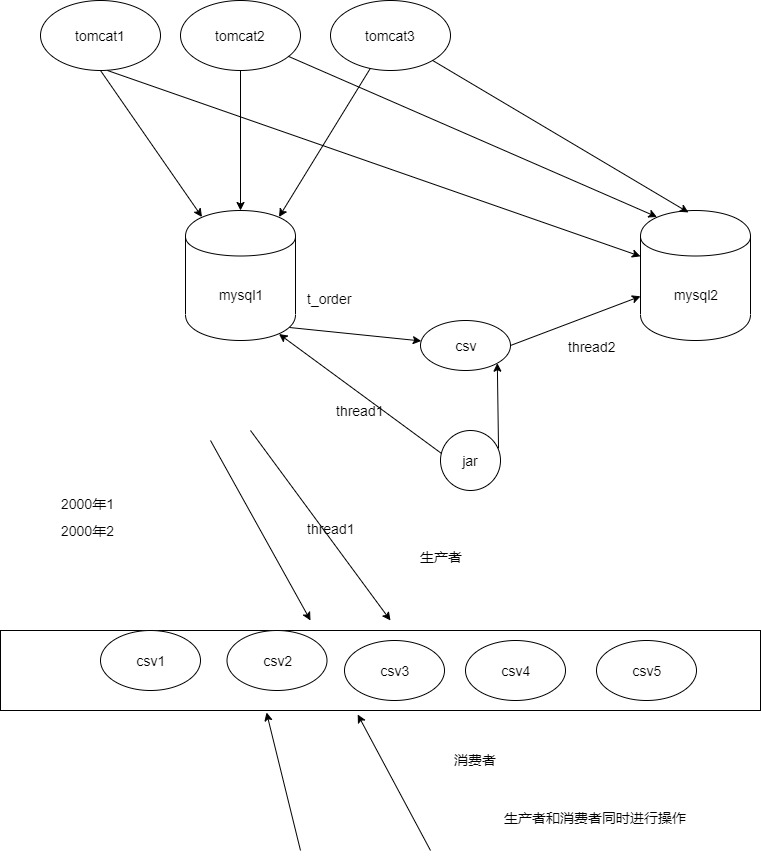 tomcat1 tomcat2 tomcat3
mysql1
mysql2
t_order
csv
thread2
thread1
jar
2000年1
2000年2
thread1
生产者
csv1 csv2 csv3 csv4 csv5
消费者
生产者和消费者同时进行操作